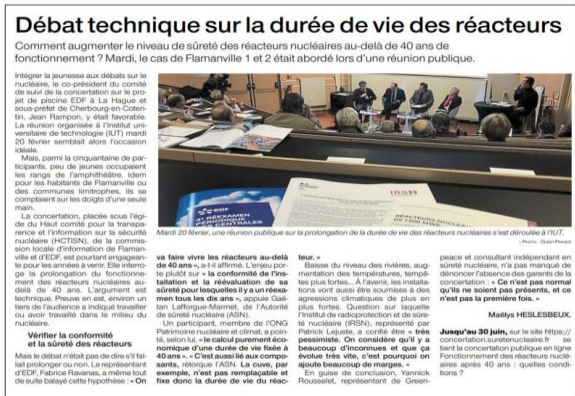 Débat technique sur la durée de vie des réacteurs
Comment augmenter le niveau de sûreté des réacteurs nucléaires au-delà de 40 ans de
fonctionnement ? Mardi, le cas de Flamanville 1 et 2 était abordé lors d'une réunion publique.
Intégrer la jeunesse aux débats sur le
nucléaire, le co-président du comité
de suivi de la concertation sur le pro-
jet de piscine EDF à La Hague et
sous-préfet de Cherbourg-en-Coten-
tin, Jean Rampon, y était favorable.
La réunion organisée à l'Institut uni-
versitaire de technologie (IUT) mardi
20 février semblait alors l'occasion
idéale.
Mais, parmi la cinquantaine de par-
ticipants, peu de jeunes occupaient
les rangs de l'amphithéâtre. Idem
pour les habitants de Flamanville ou
des communes limitrophes, ils se
comptaient sur les doigts d'une seule
main.
La concertation, placée sous l'égi-
de du Haut comité pour la transpa-
rence et l'information sur la sécurité
nucléaire (HCTISN), de la commis-
sion locale d'information de Flaman-
ville et d'EDF, est pourtant engagean-
te pour les années à venir. Elle interro-
ge la prolongation du fonctionne-
ment des réacteurs nucléaires au-
delà de 40 ans. L'argument est
technique. Preuve en est, environ un
tiers de l'audience a indiqué travailler
ou avoir travaillé dans le milieu du
nucléaire.
Vérifier la conformité
et la sûreté des réacteurs
Mais le débat n'était pas de dire s'il fal-
lait prolonger ou non. Le représentant
d'EDF, Fabrice Ravanas, a même tout
de suite balayé cette hypothèse : « On
eDF
4e RÉEXAMEN
PÉRIODIQUE
DES CENTRALES
IRSN
RÉACTEURS NUCLÉAIRES
DE 1300 MWe
Mardi 20 février, une réunion publique sur la prolongation de la durée de vie des réacteurs nucléaires s'est déroulée à l'IUT.
| PHOTO : OUEST-FRANCE
va faire vivre les réacteurs au-delà
de 40 ans », a-t-il affirmé. L'enjeu por-
te plutôt sur « la conformité de l'ins-
tallation et la réévaluation de sa
sûreté pour lesquelles il y a un réexa-
men tous les dix ans », appuie Gaë-
tan Lafforgue-Marmet, de l'Autorité
de sûreté nucléaire (ASN).
Un participant, membre de l'ONG
Patrimoine nucléaire et climat, a poin-
té, selon lui, « le calcul purement éco-
nomique d'une durée de vie fixée à
40 ans ». « C'est aussi lié aux compo-
sants, rétorque l'ASN. La cuve, par
exemple, n'est pas remplaçable et
fixe donc la durée de vie du réac-
teur. »
Baisse du niveau des rivières, aug-
mentation des températures, tempê-
tes plus fortes... À l'avenir, les installa-
tions vont aussi être soumises à des
agressions climatiques de plus en
plus fortes. Question sur laquelle
l'Institut de radioprotection et de sûre-
té nucléaire (IRSN), représenté par
Patrick Lejuste, a confié être « très
pessimiste. On considère qu'il y a
beaucoup d'inconnues et que ça
évolue très vite, c'est pourquoi on
ajoute beaucoup de marges. »
En guise de conclusion, Yannick
Rousselet, représentant de Green-
peace et consultant indépendant en
sûreté nucléaire, n'a pas manqué de
dénoncer l'absence des garants de la
concertation : « Ce n'est pas normal
qu'ils ne soient pas présents, et ce
n'est pas la première fois. »
Maëlys HESLESBEUX.
Jusqu'au 30 juin, sur le site https://
concertation.suretenucleaire.fr se
tient la concertation publique en ligne
Fonctionnement des réacteurs nuclé-
aires après 40 ans : quelles condi-
tions ?